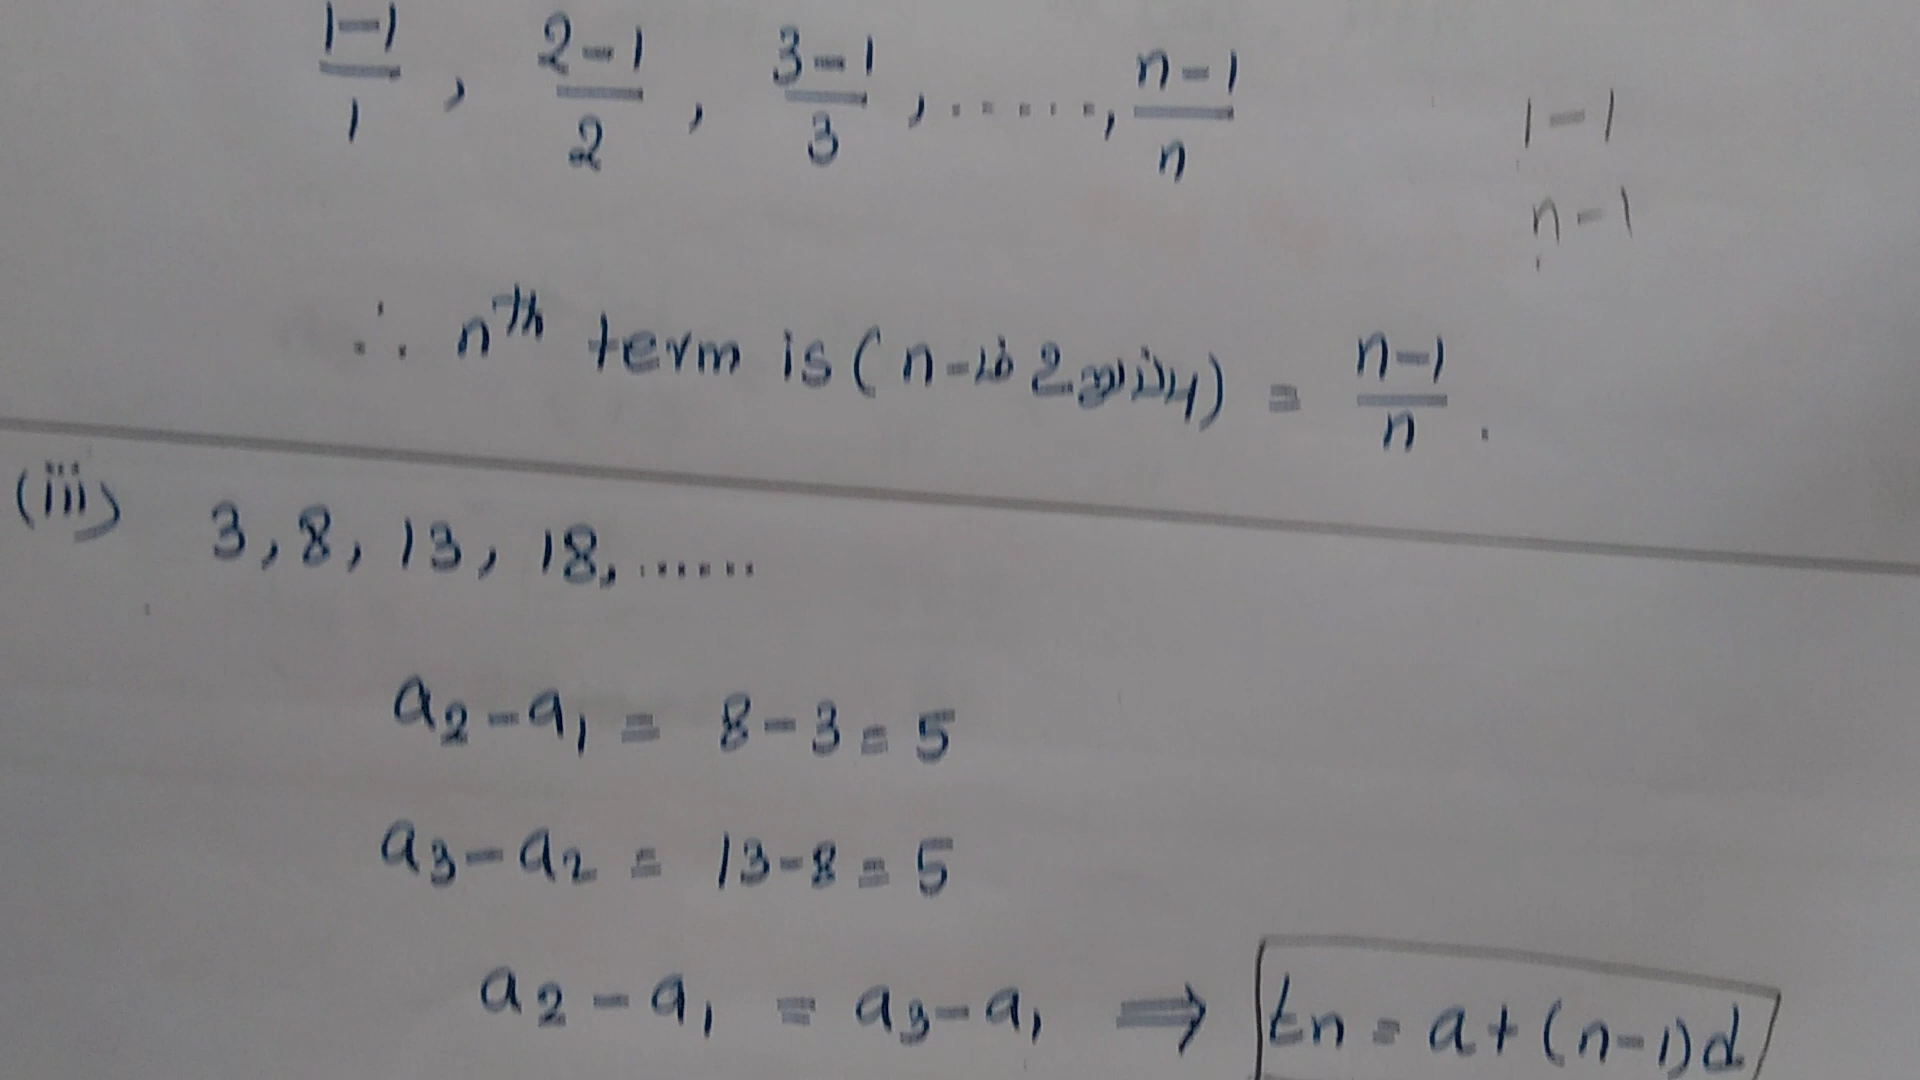 1-1/1, 2-1/2, 3-1/3, ......, n-1/n
1-1
n-1
∴ nth term is (n-வது உறுப்பு) = n-1/n.
(iii) 3, 8, 13, 18, ......
a2 - a1 = 8 - 3 = 5
a3 - a2 = 13 - 8 = 5
a2 - a1 = a3 - a1 ⇒ tn = a + (n-1)d